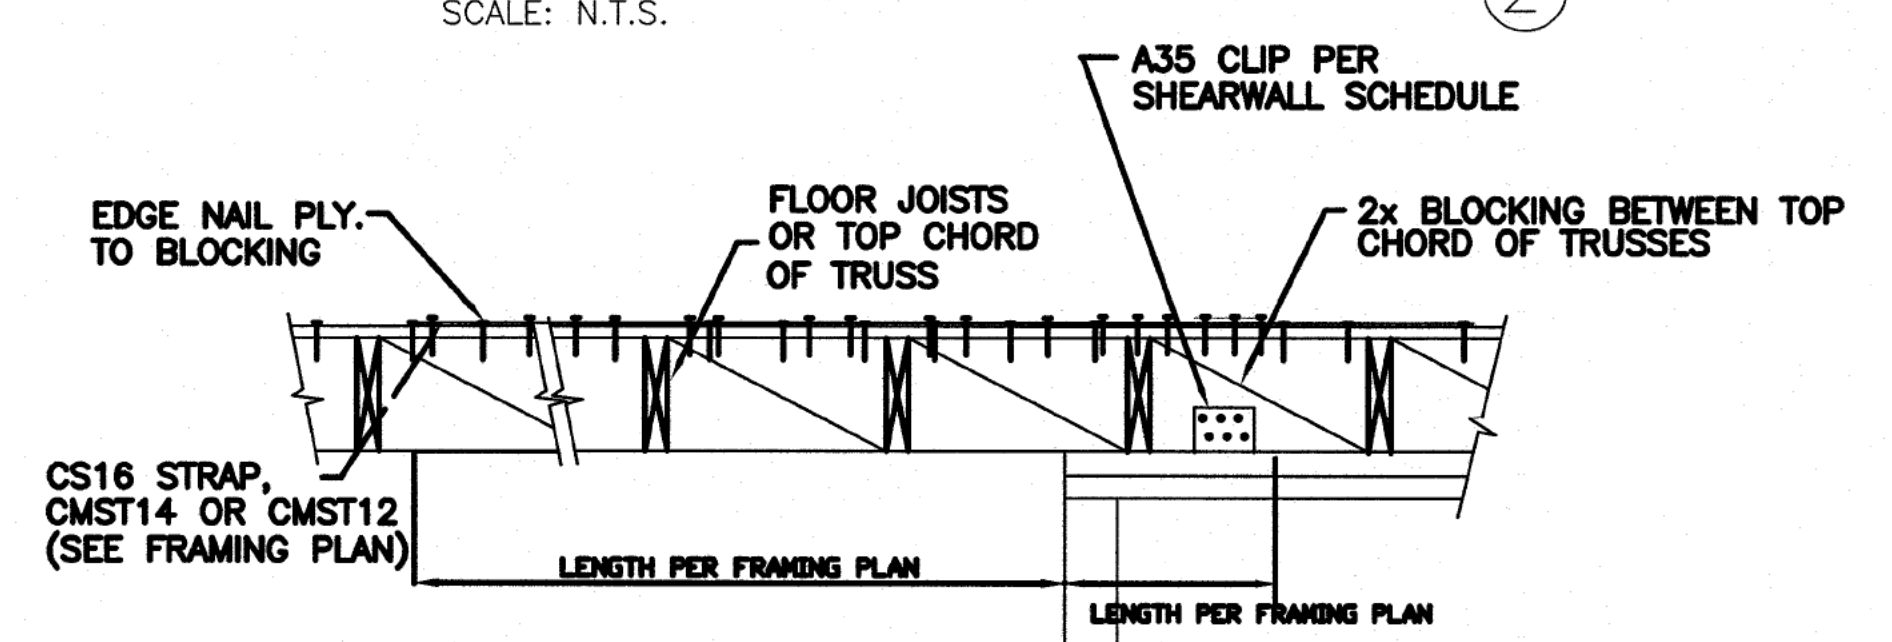 SCALE: N.T.S.
2
A35 CLIP PER
SHEARWALL SCHEDULE
EDGE NAIL PLY.
TO BLOCKING
FLOOR JOISTS
OR TOP CHORD
OF TRUSS
2x BLOCKING BETWEEN TOP
CHORD OF TRUSSES
CS16 STRAP,
CMST14 OR CMST12
(SEE FRAMING PLAN)
LENGTH PER FRAMING PLAN
LENGTH PER FRAMING PLAN